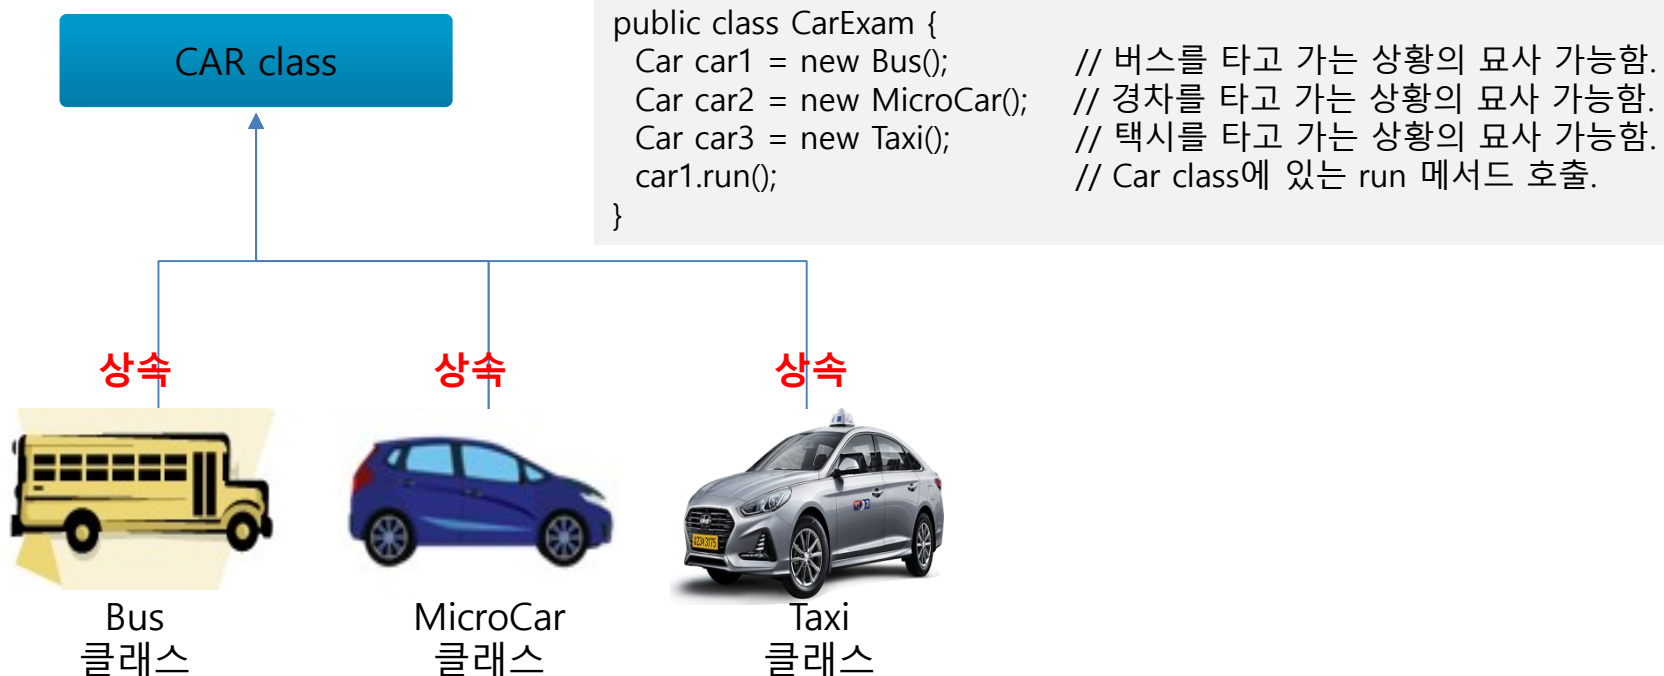 CAR class
public class CarExam {
Car car1 = new Bus(); // 버스를 타고 가는 상황의 묘사 가능함.
Car car2 = new MicroCar(); // 경차를 타고 가는 상황의 묘사 가능함.
Car car3 = new Taxi(); // 택시를 타고 가는 상황의 묘사 가능함.
car1.run(); // Car class에 있는 run 메서드 호출.
}
상속 상속 상속
Bus MicroCar Taxi
클래스 클래스 클래스